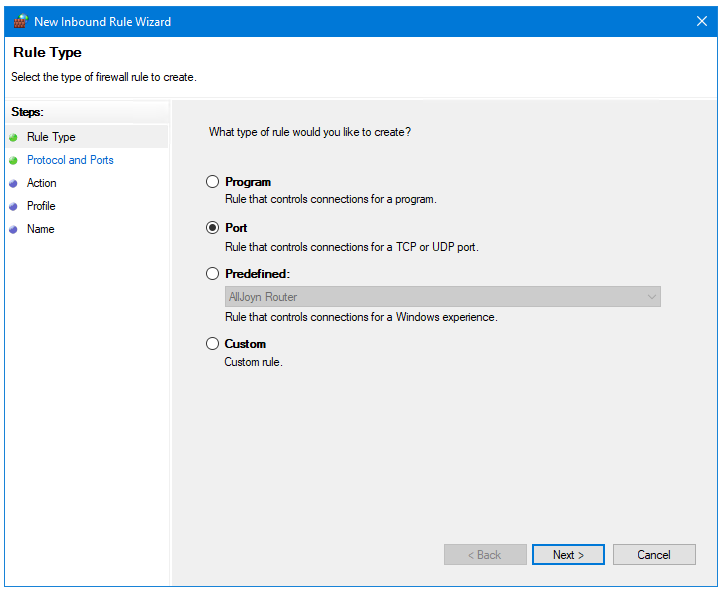 New Inbound Rule Wizard
Rule Type
Select the type of firewall rule to create.
Steps:
Rule Type
Protocol and Ports
Action
Profile
Name
What type of rule would you like to create?
Program
Rule that controls connections for a program.
Port
Rule that controls connections for a TCP or UDP port.
Predefined:
AllJoyn Router
Rule that controls connections for a Windows experience.
Custom
Custom rule.
< Back
Next >
Cancel